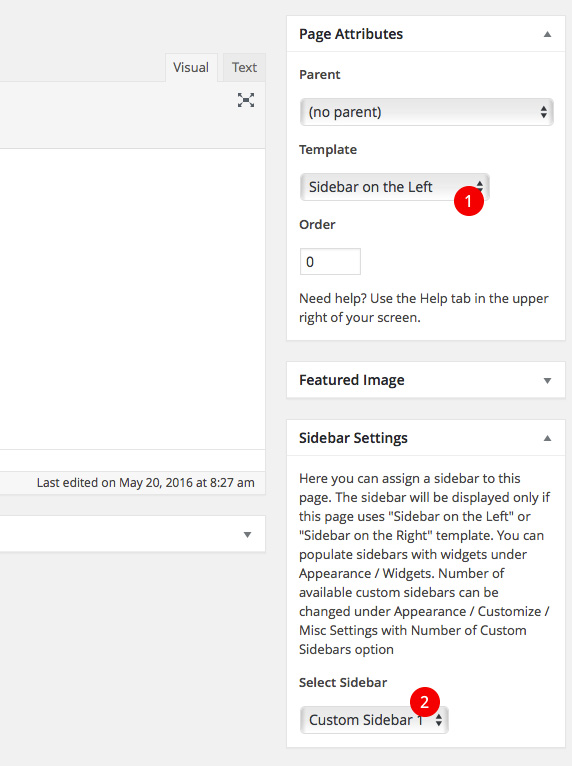 Visual
Text
Last edited on May 20, 2016 at 8:27 am
Page Attributes
Parent
(no parent)
Template
Sidebar on the Left
1
Order
0
Need help? Use the Help tab in the upper
right of your screen.
Featured Image
Sidebar Settings
Here you can assign a sidebar to this
page. The sidebar will be displayed only if
this page uses "Sidebar on the Left" or
"Sidebar on the Right" template. You can
populate sidebars with widgets under
Appearance / Widgets. Number of
available custom sidebars can be
changed under Appearance / Customize /
Misc Settings with Number of Custom
Sidebars option
Select Sidebar
2
Custom Sidebar 1